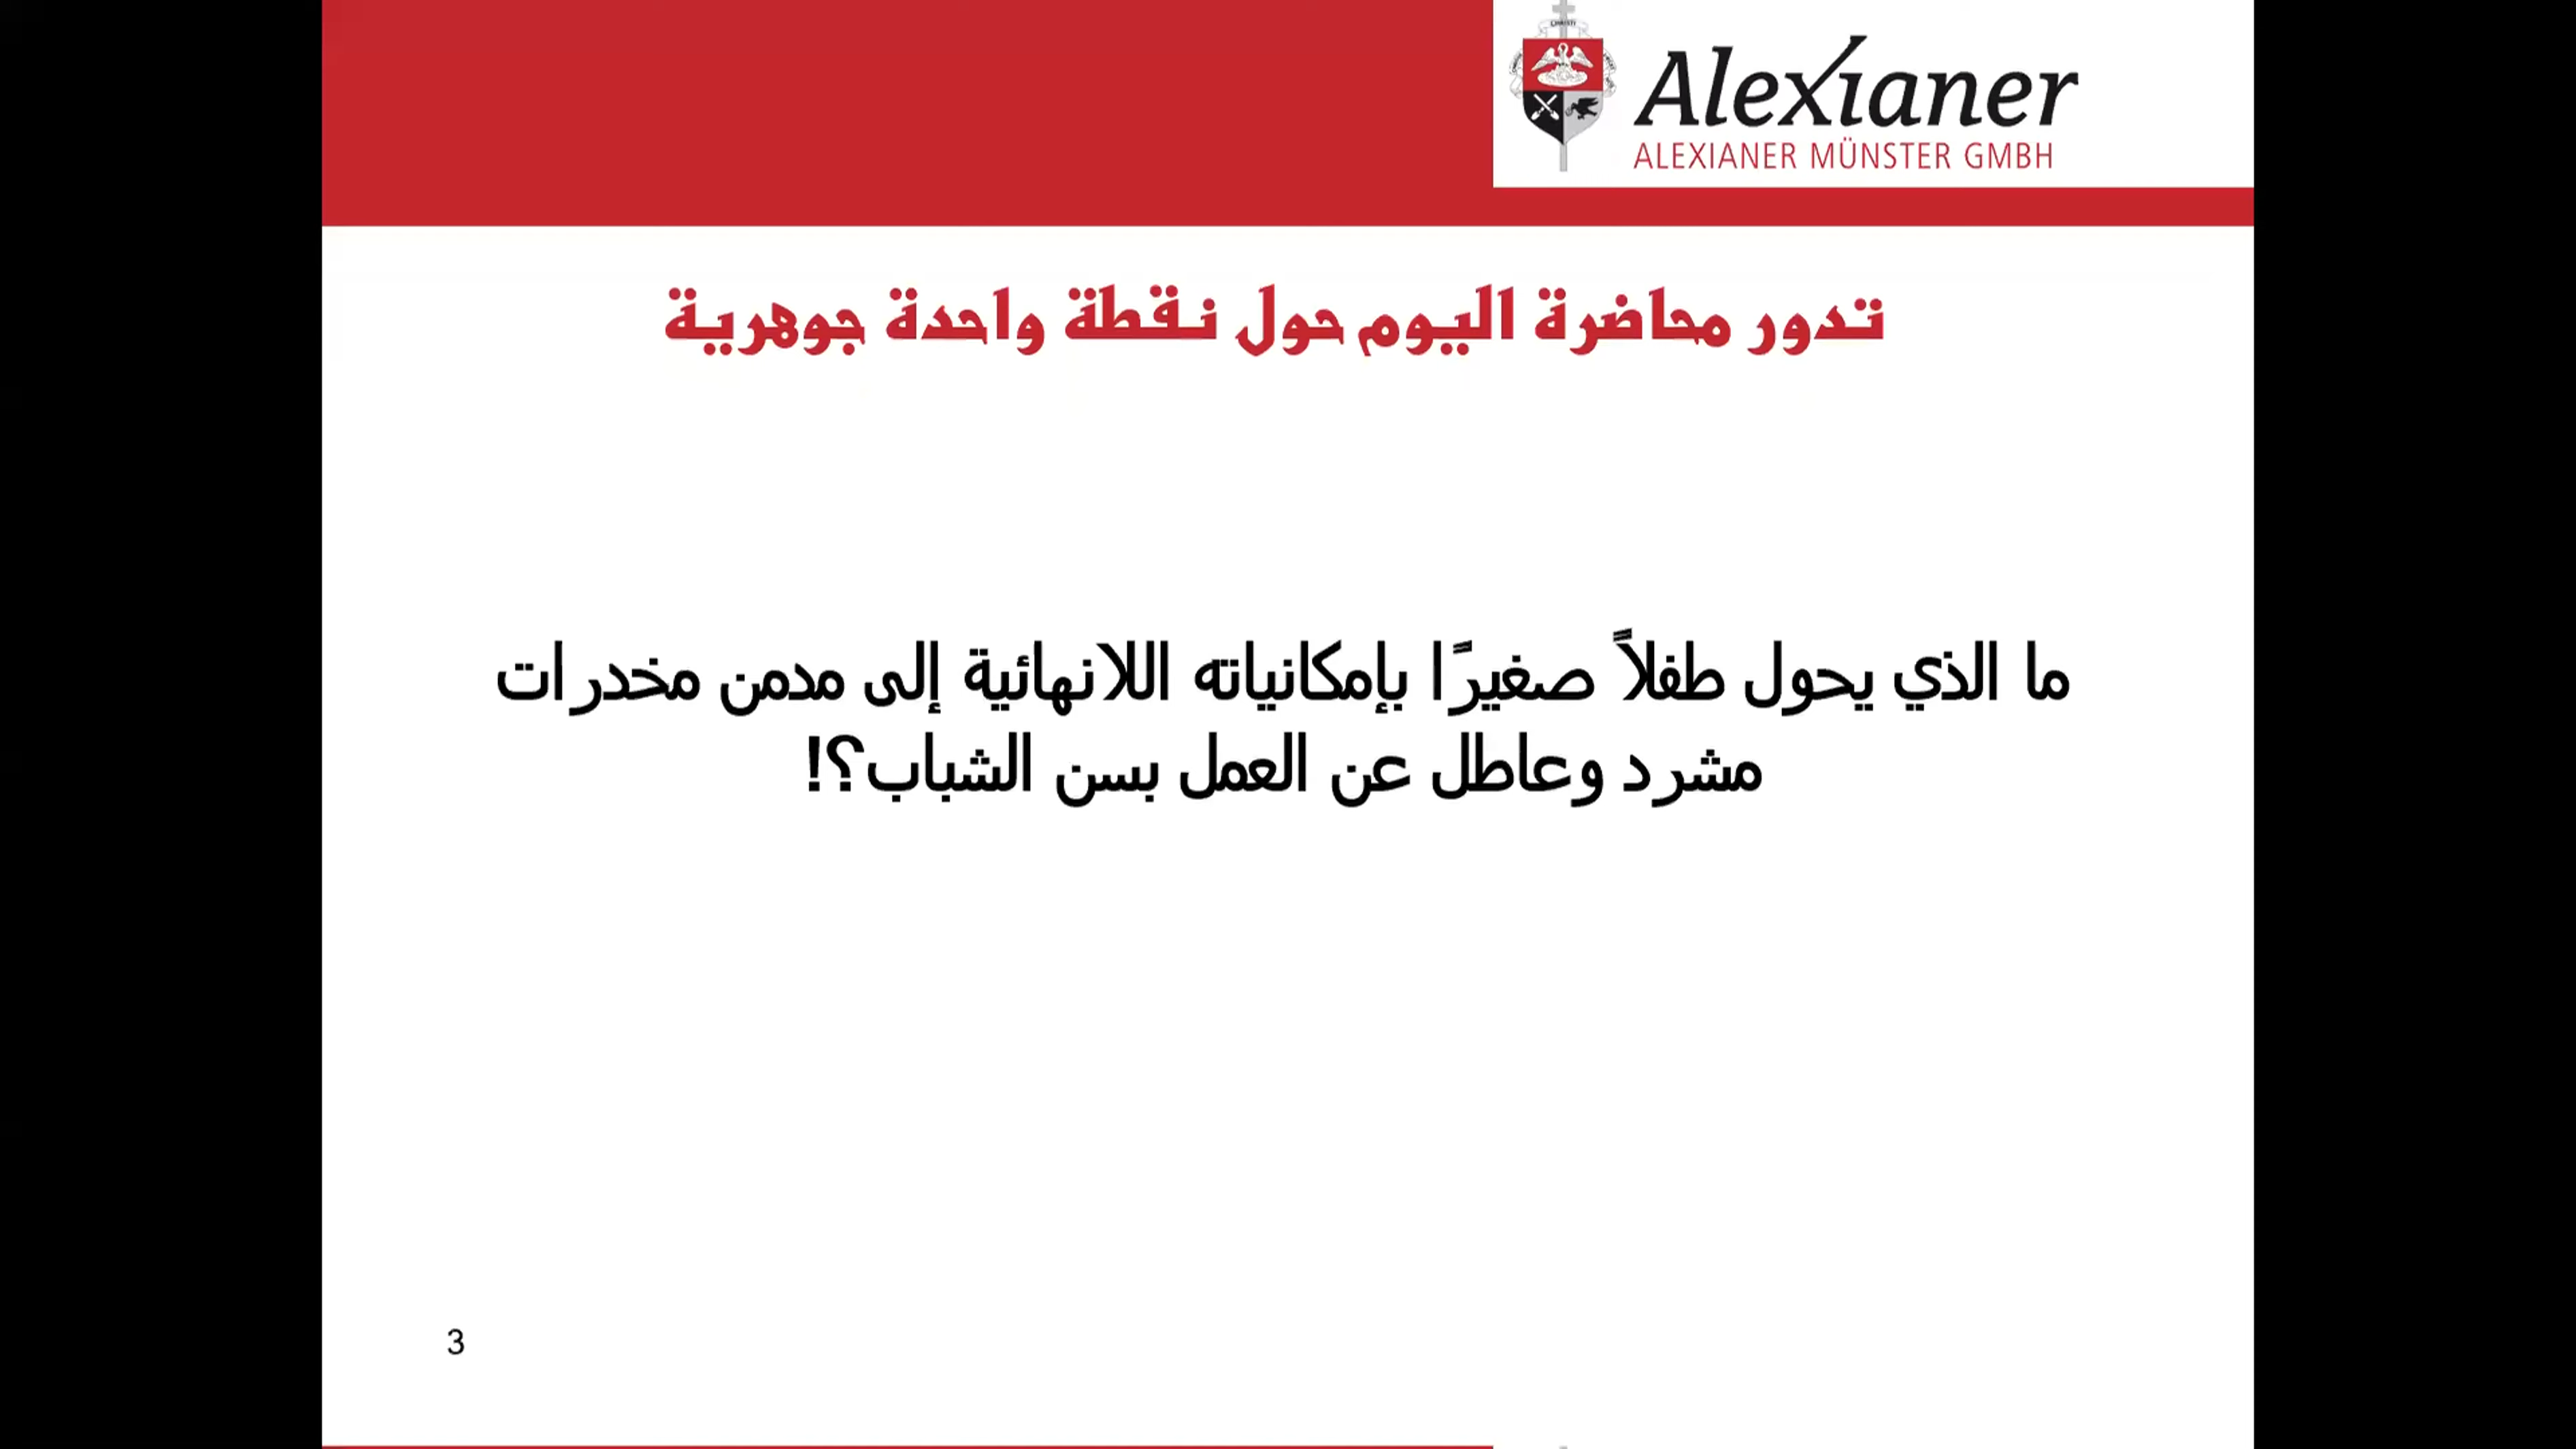 CHRISTI
Alexianer
ALEXIANER MÜNSTER GMBH
تدور محاضرة اليوم حول نقطة واحدة جوهرية
ما الذي يحول طفلاً صغيرًا بإمكانياته اللانهائية إلى مدمن مخدرات
مشرد وعاطل عن العمل بسن الشباب؟!
3